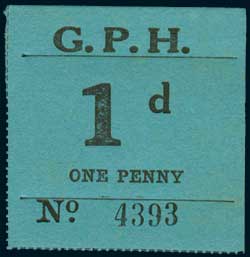 G.P.H.
1 d
ONE PENNY
Nº 4393